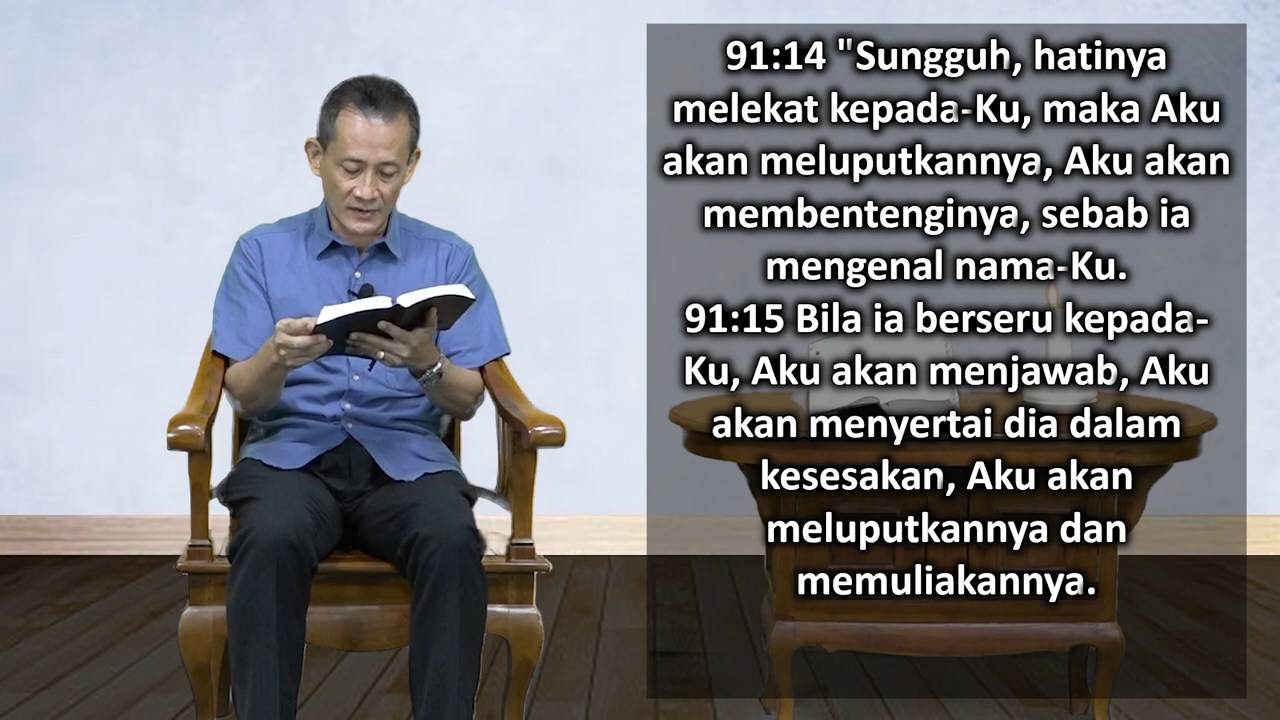 91:14 "Sungguh, hatinya
melekat kepada-Ku, maka Aku
akan meluputkannya, Aku akan
membentenginya, sebab ia
mengenal nama-Ku.
91:15 Bila ia berseru kepada-
Ku, Aku akan menjawab, Aku
akan menyertai dia dalam
kesesakan, Aku akan
meluputkannya dan
memuliakannya.